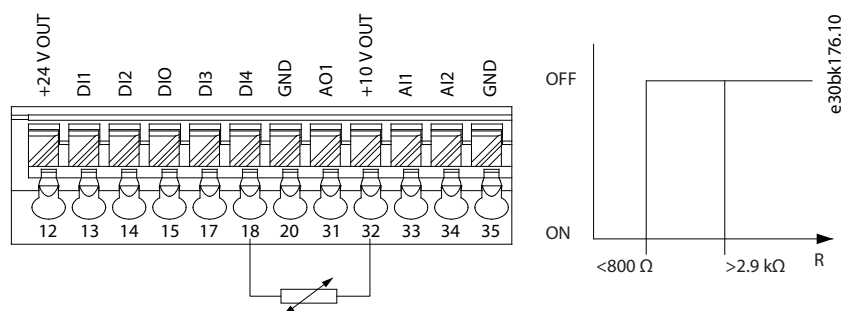 +24 V OUT
DI1
DI2
DIO
DI3
DI4
GND
AO1
+10 V OUT
AI1
AI2
GND
12 13 14 15 17 18 20 31 32 33 34 35
OFF
ON
<800 Ω
>2.9 kΩ
R
e30bk176.10